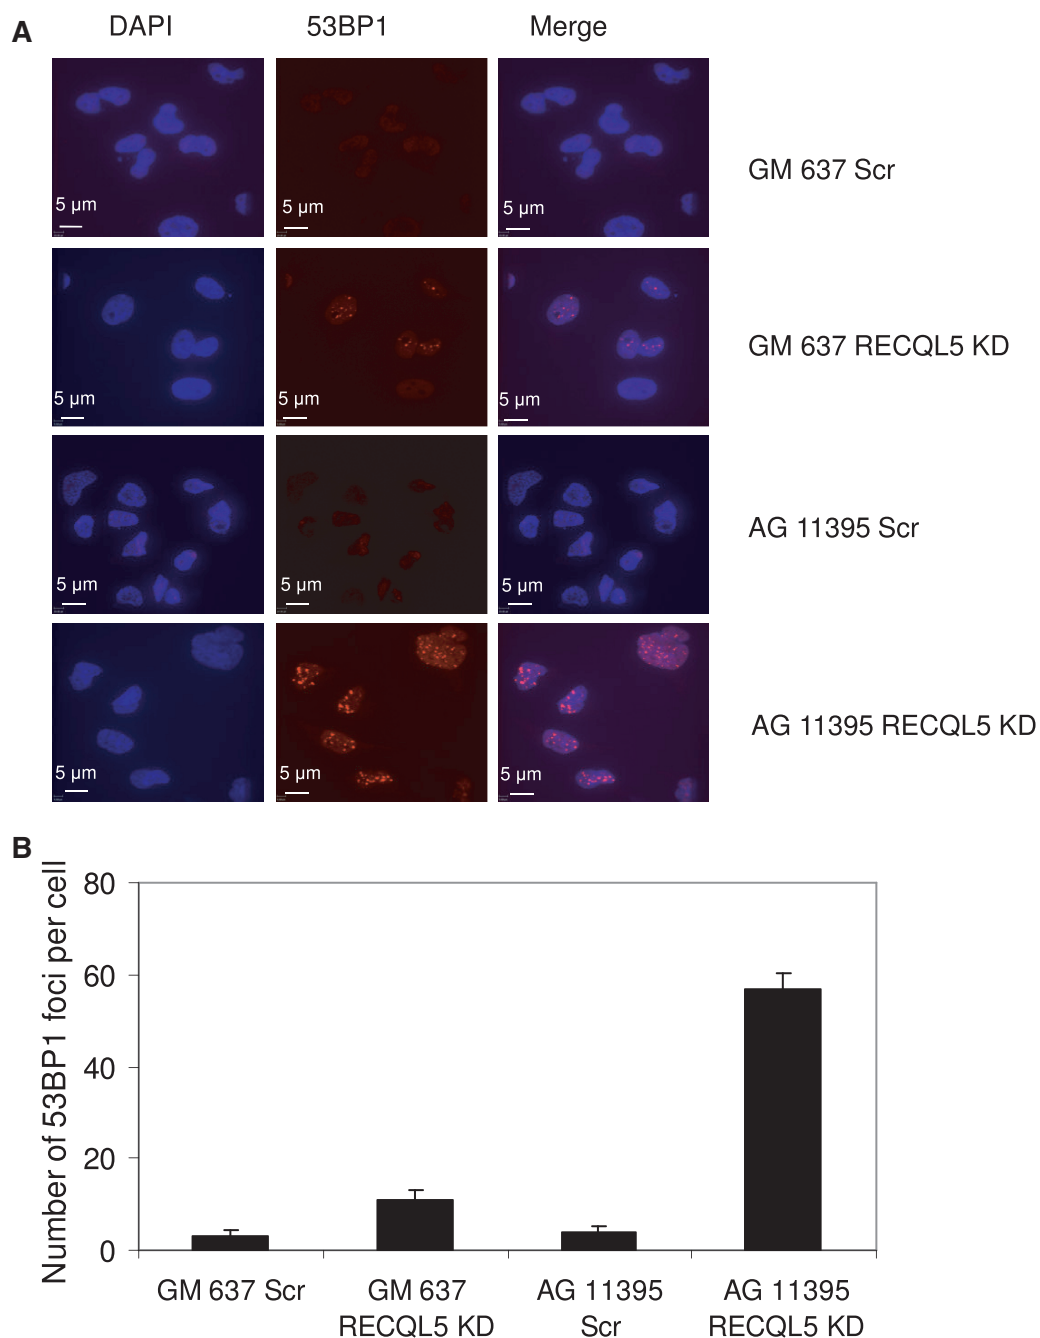 A
DAPI 53BP1 Merge
5 μm 5 μm 5 μm
GM 637 Scr
5 μm 5 μm 5 μm
GM 637 RECQL5 KD
5 μm 5 μm 5 μm
AG 11395 Scr
5 μm 5 μm 5 μm
AG 11395 RECQL5 KD
B
Number of 53BP1 foci per cell
80
60
40
20
0
GM 637 Scr
GM 637
RECQL5 KD
AG 11395
Scr
AG 11395
RECQL5 KD